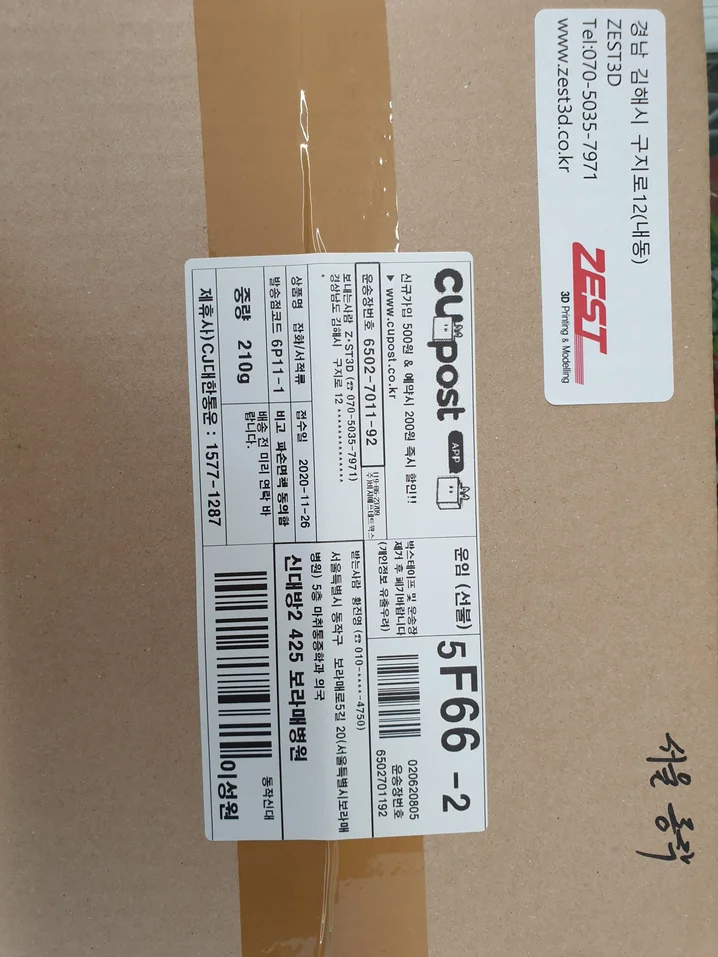 경남 김해시 구지로12(내동)
ZEST3D
Tel:070-5035-7971
www.zest3d.co.kr
ZEST
3D Printing & Modelling
cupost APP
신규가입 500원 & 예약시 200원 즉시 할인!!
▶ www.cupost.co.kr
운송장번호 6502-7011-92
보내는사람 Z*ST3D (☎ 070-5035-7971)
경상남도 김해시 구지로 12 ****************
*
상품명 잡화/서적류
접수일 2020-11-26
발송점코드 6P11-1
비고 파손면책 동의함
중량 210g
배송 전 미리 연락 바
랍니다.
제휴사)CJ대한통운 : 1577-1287
운임 (선불)
5F66 -2
박스테이프 및 운송장
제거 후 폐기바랍니다
(개인정보 유출우려)
020620805
운송장번호
6502701192
받는사람 황진영 (☎ 010-****-4750)
서울특별시 동작구 보라매로5길 20(서울특별시보라매
병원) 5층 마취통증학과 의국
신대방2 425 보라매병원
동작신대
이성원
서울 동작